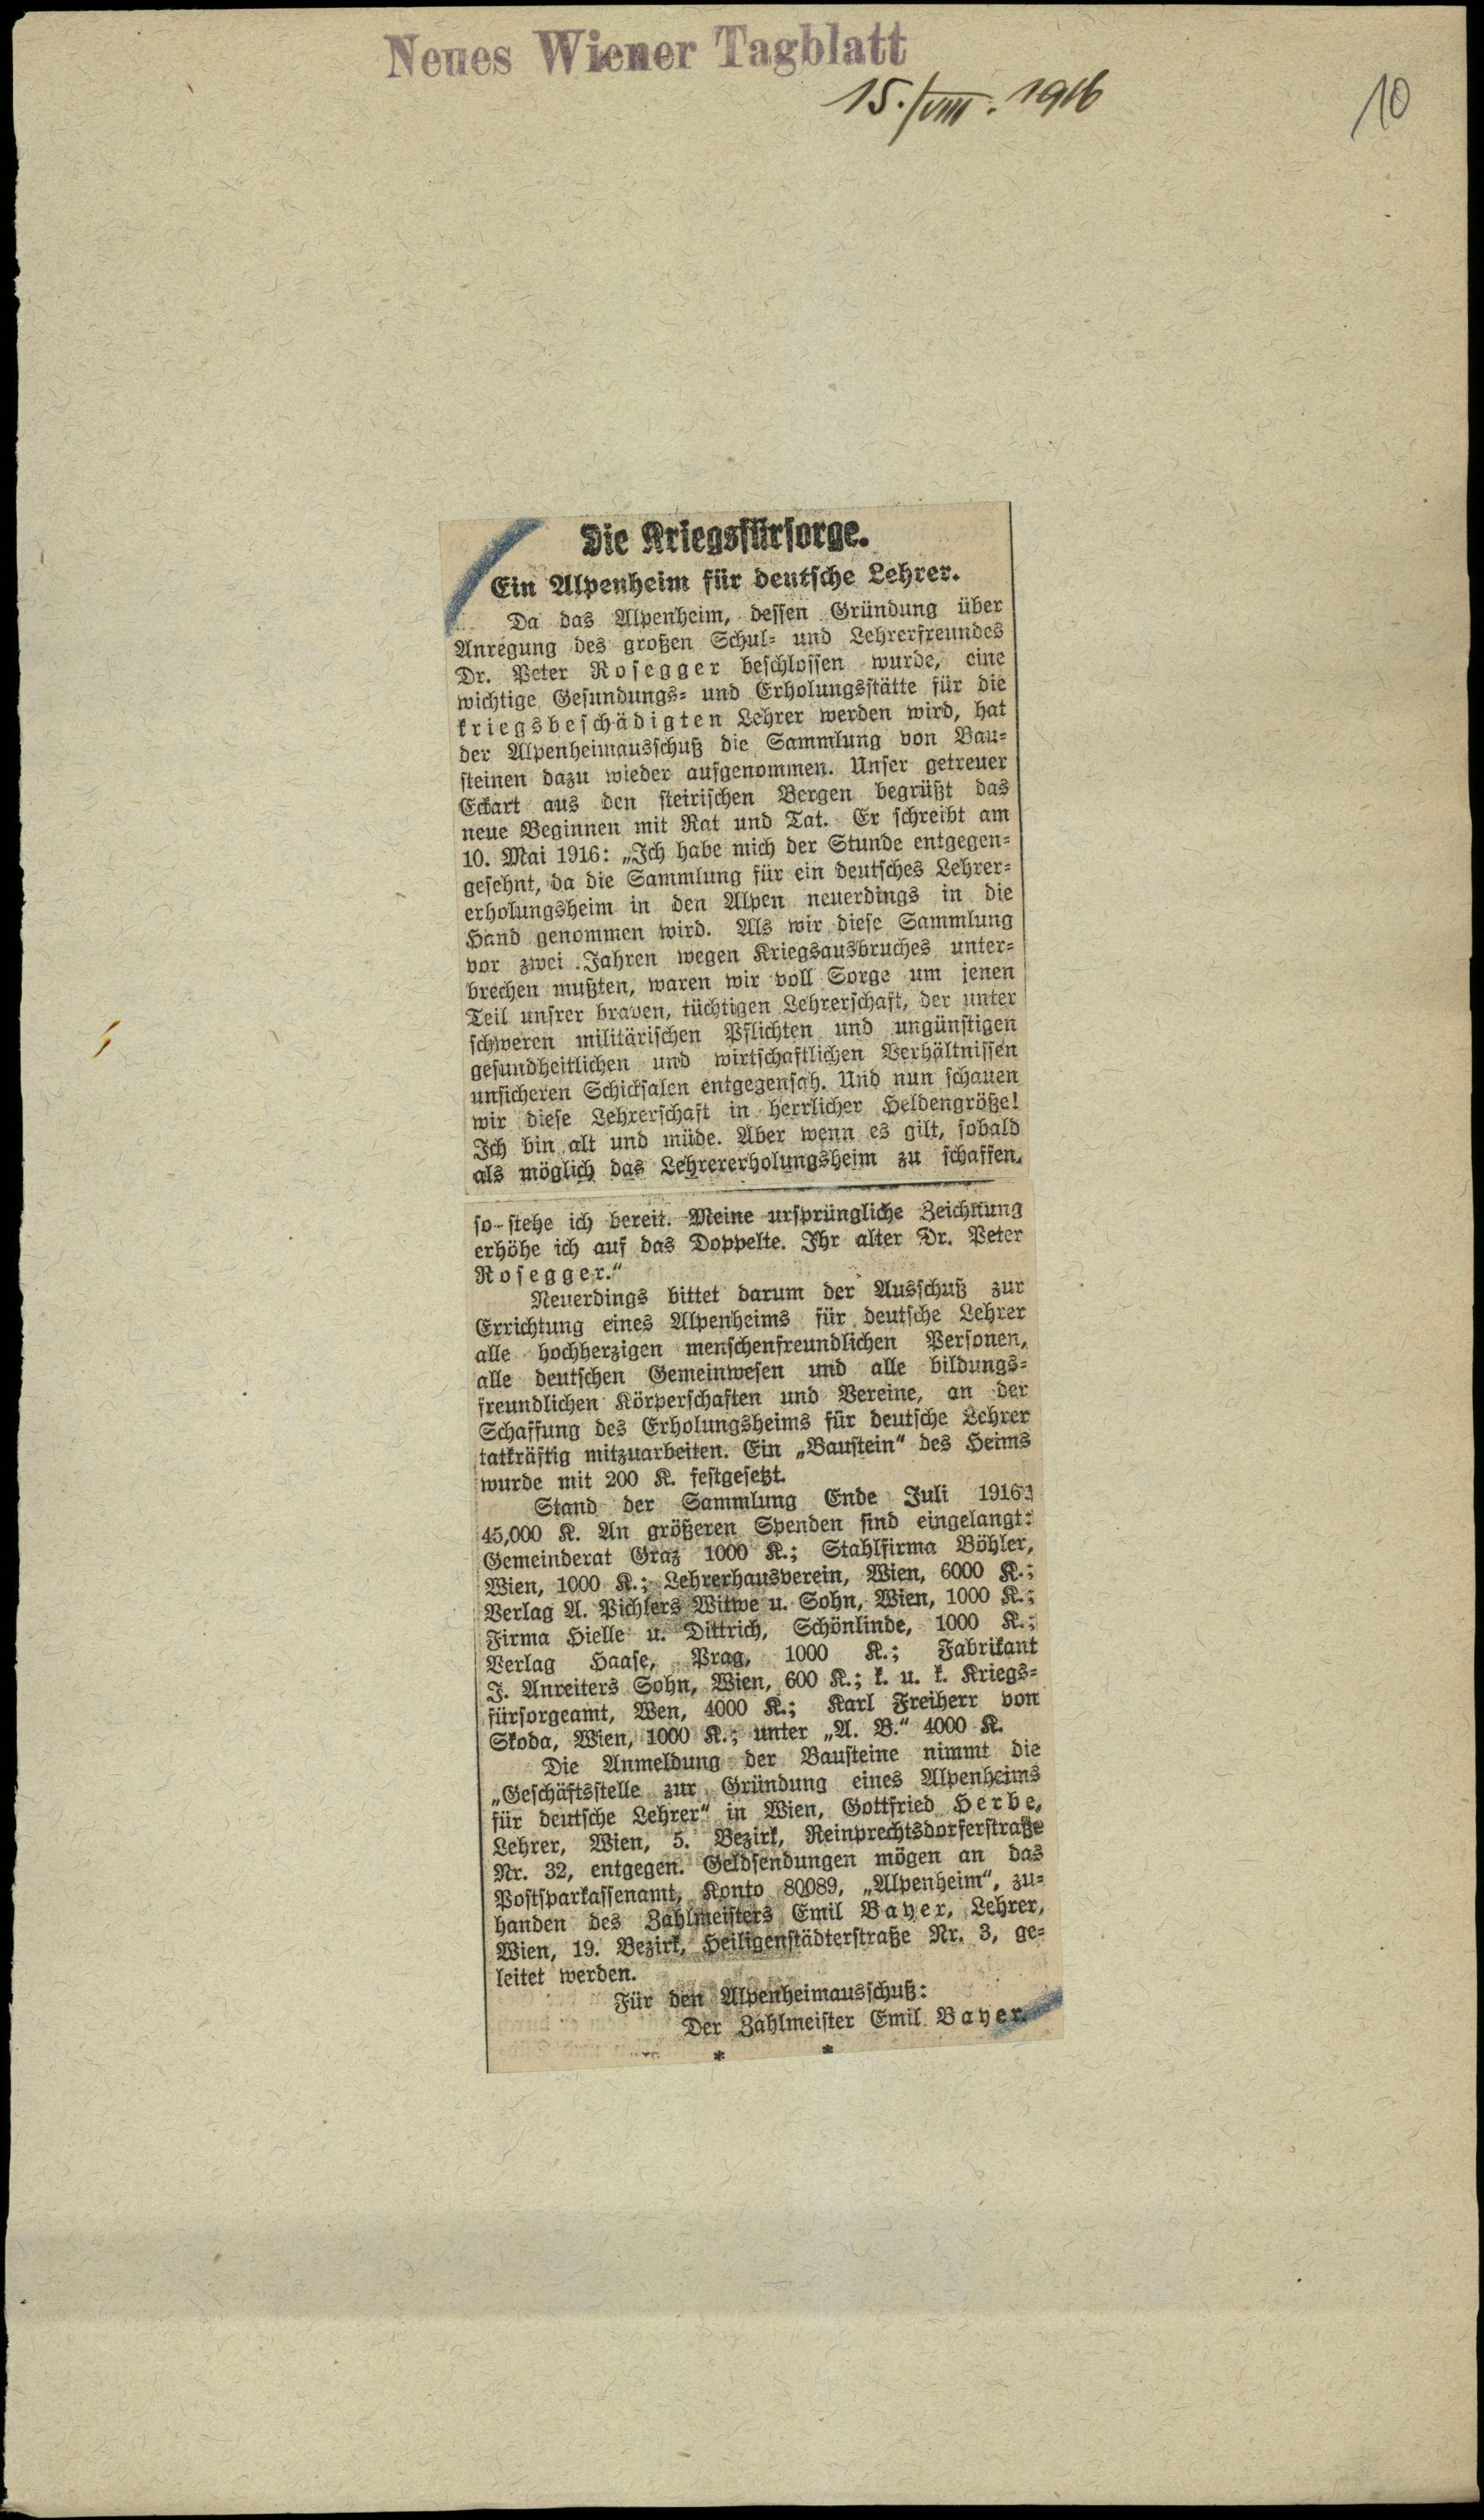 Neues Wiener Tagblatt
15./VIII. 1916
10
Die Kriegsfürsorge.
Ein Alpenheim für deutsche Lehrer.
Da das Alpenheim, dessen Gründung über
Anregung des großen Schul- und Lehrerfreundes
Dr. Peter Rosegger beschlossen wurde, eine
wichtige Gesundungs- und Erholungsstätte für die
kriegsbeschädigten Lehrer werden wird, hat
der Alpenheimausschuß die Sammlung von Bau-
steinen dazu wieder aufgenommen. Unser getreuer
Eckart aus den steirischen Bergen begrüßt das
neue Beginnen mit Rat und Tat. Er schreibt am
10. Mai 1916: „Ich habe mich der Stunde entgegen-
gesehnt, da die Sammlung für ein deutsches Lehrer-
erholungsheim in den Alpen neuerdings in die
Hand genommen wird. Als wir diese Sammlung
vor zwei Jahren wegen Kriegsausbruches unter-
brechen mußten, waren wir voll Sorge um jenen
Teil unsrer braven, tüchtigen Lehrerschaft, der unter
schweren militärischen Pflichten und ungünstigen
gesundheitlichen und wirtschaftlichen Verhältnissen
unsicheren Schicksalen entgegensah. Und nun schauen
wir diese Lehrerschaft in herrlicher Heldengröße!
Ich bin alt und müde. Aber wenn es gilt, sobald
als möglich das Lehrererholungsheim zu schaffen,
so stehe ich bereit. Meine ursprüngliche Zeichnung
erhöhe ich auf das Doppelte. Ihr alter Dr. Peter
Rosegger.“
Neuerdings bittet darum der Ausschuß zur
Errichtung eines Alpenheims für deutsche Lehrer
alle hochherzigen menschenfreundlichen Personen,
alle deutschen Gemeinwesen und alle bildungs-
freundlichen Körperschaften und Vereine, an der
Schaffung des Erholungsheims für deutsche Lehrer
tatkräftig mitzuarbeiten. Ein „Baustein“ des Heims
wurde mit 200 K. festgesetzt.
Stand der Sammlung Ende Juli 1916:
45,000 K. An größeren Spenden sind eingelangt:
Gemeinderat Graz 1000 K.; Stahlfirma Böhler,
Wien, 1000 K.; Lehrerhausverein, Wien, 6000 K.;
Verlag A. Pichlers Witwe u. Sohn, Wien, 1000 K.;
Firma Hielle u. Dittrich, Schönlinde, 1000 K.;
Verlag Haase, Prag, 1000 K.; Fabrikant
J. Anreiters Sohn, Wien, 600 K.; k. u. k. Kriegs-
fürsorgeamt, Wen, 4000 K.; Karl Freiherr von
Skoda, Wien, 1000 K.; unter „A. B.“ 4000 K.
Die Anmeldung der Bausteine nimmt die
„Geschäftsstelle zur Gründung eines Alpenheims
für deutsche Lehrer“ in Wien, Gottfried Herbe,
Lehrer, Wien, 5. Bezirk, Reinprechtsdorferstraße
Nr. 32, entgegen. Geldsendungen mögen an das
Postsparkassenamt, Konto 80089, „Alpenheim“, zu-
handen des Zahlmeisters Emil Bayer, Lehrer,
Wien, 19. Bezirk, Heiligenstädterstraße Nr. 3, ge-
leitet werden.
Für den Alpenheimausschuß:
Der Zahlmeister Emil Bayer.
* *